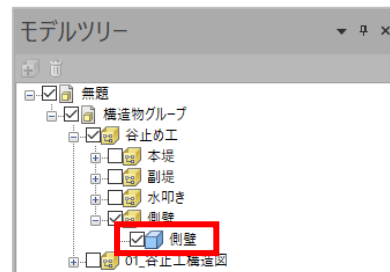 モデルツリー
無題
構造物グループ
谷止め工
本堤
副堤
水叩き
側壁
側壁
01_谷止工構造図